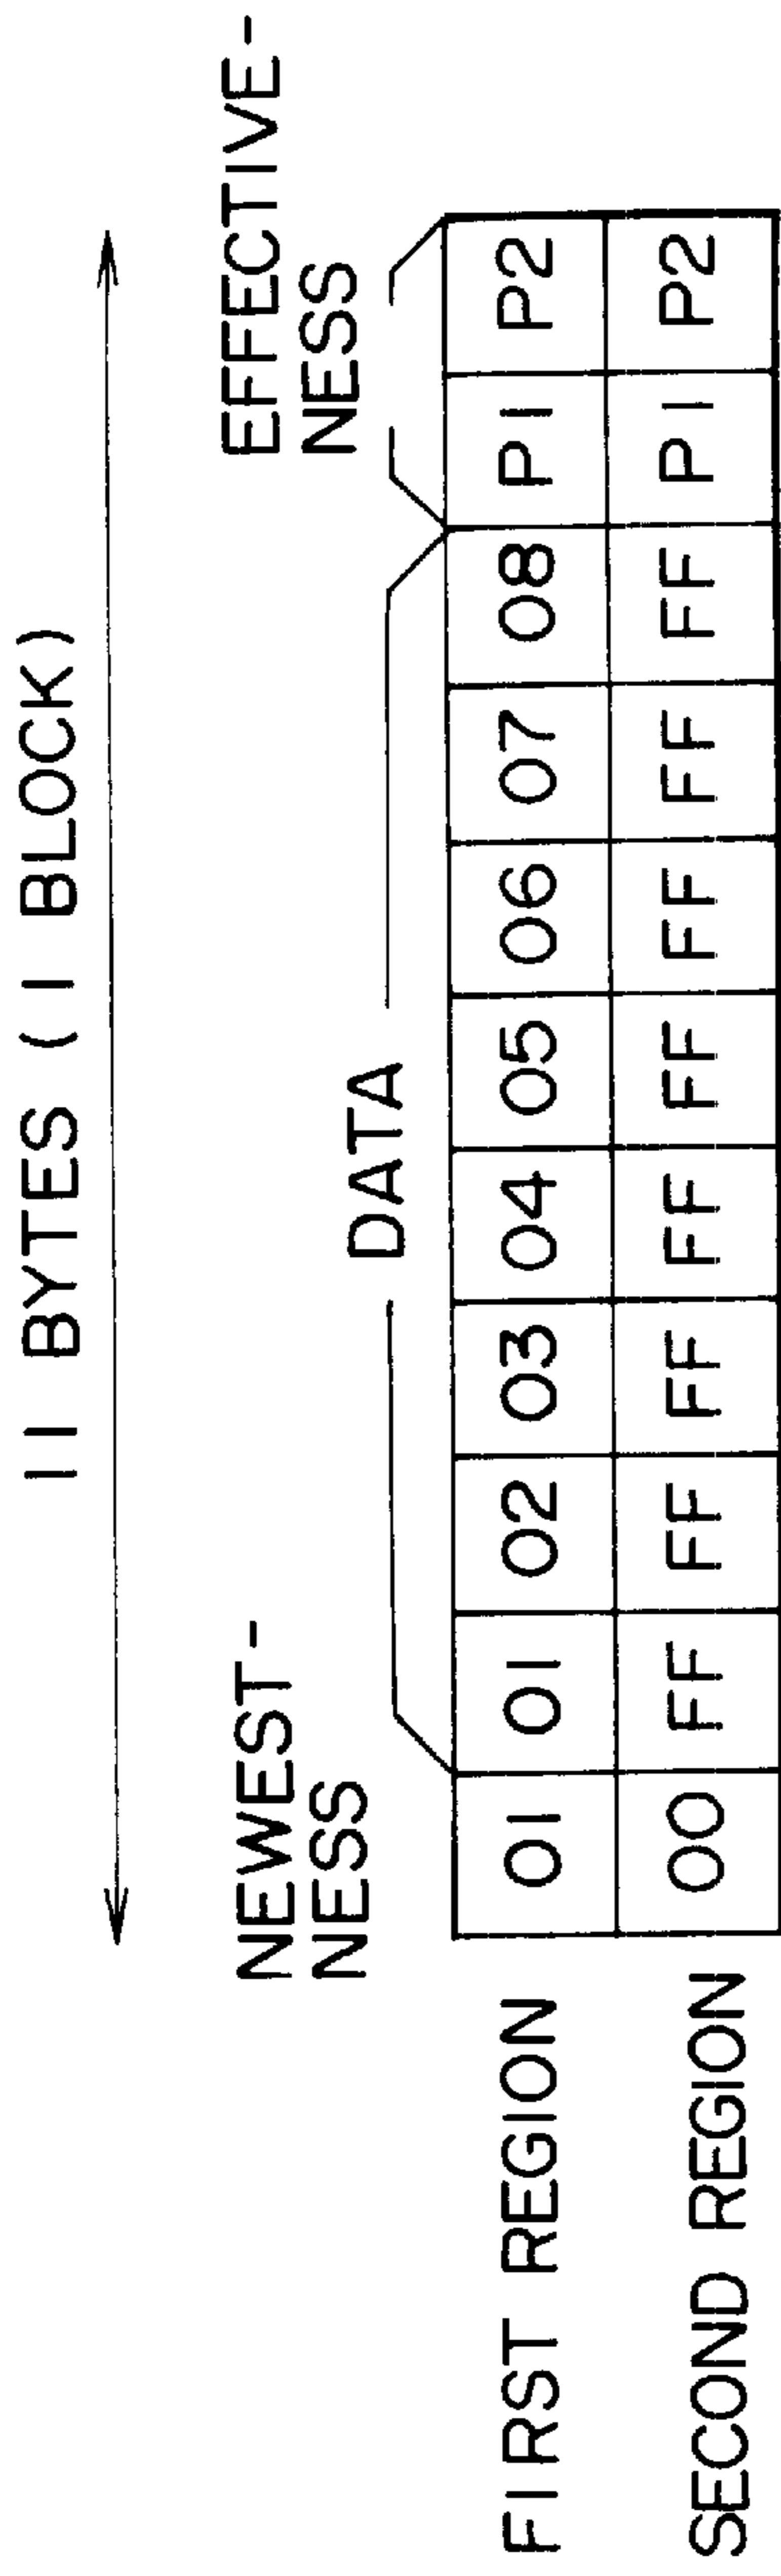 11 BYTES (1 BLOCK)
NEWEST-
NESS
DATA
EFFECTIVE-
NESS
FIRST REGION 01 01 02 03 04 05 06 07 08 P1 P2
SECOND REGION 00 FF FF FF FF FF FF FF FF P1 P2